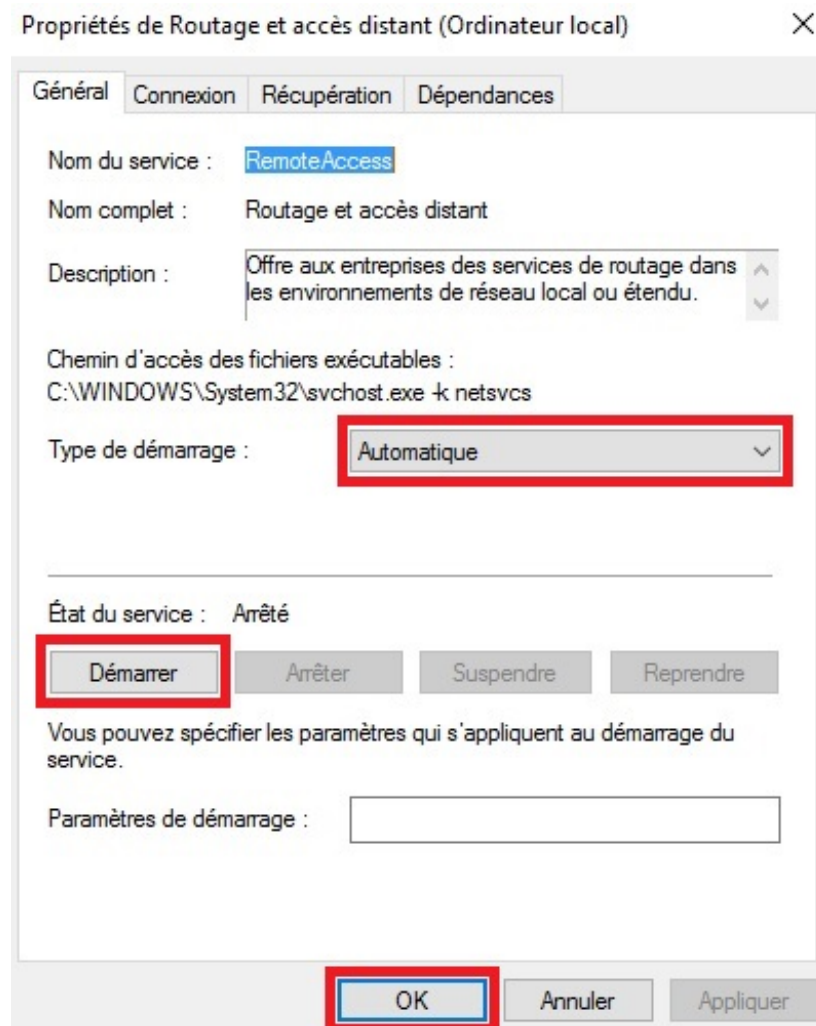 Propriétés de Routage et accès distant (Ordinateur local)
Général Connexion Récupération Dépendances
Nom du service : RemoteAccess
Nom complet : Routage et accès distant
Description : Offre aux entreprises des services de routage dans
les environnements de réseau local ou étendu.
Chemin d'accès des fichiers exécutables :
C:\WINDOWS\System32\svchost.exe -k netsvcs
Type de démarrage : Automatique
État du service : Arrêté
Démarrer Arrêter Suspendre Reprendre
Vous pouvez spécifier les paramètres qui s'appliquent au démarrage du
service.
Paramètres de démarrage :
OK Annuler Appliquer